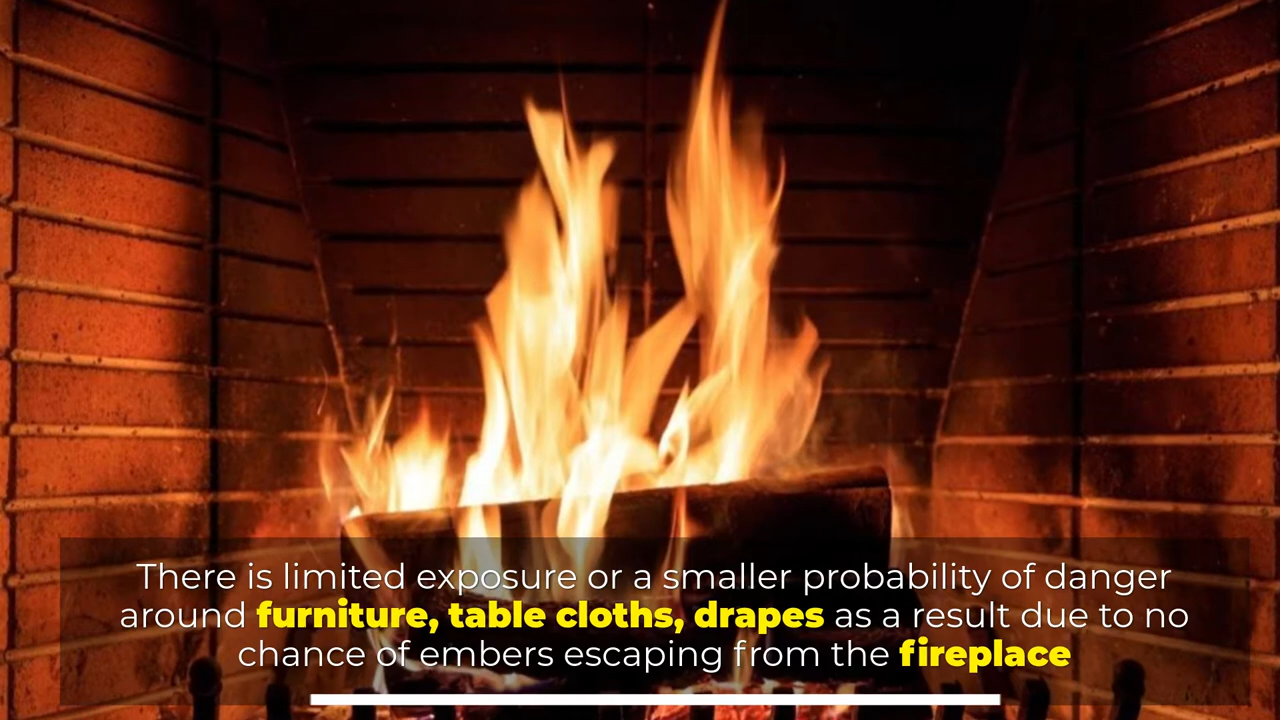 There is limited exposure or a smaller probability of danger
around furniture, table cloths, drapes as a result due to no
chance of embers escaping from the fireplace